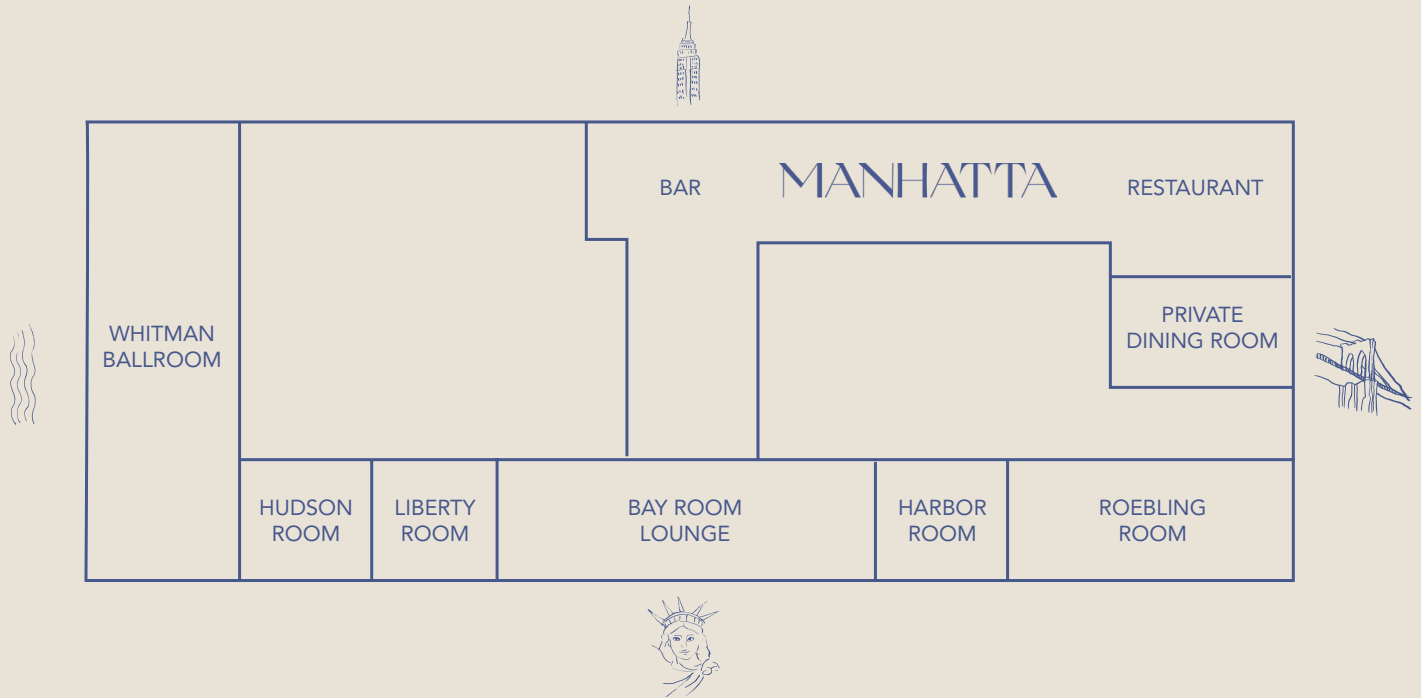 BAR
MANHATTA
RESTAURANT
PRIVATE
DINING ROOM
WHITMAN
BALLROOM
HUDSON
ROOM
LIBERTY
ROOM
BAY ROOM
LOUNGE
HARBOR
ROOM
ROEBLING
ROOM